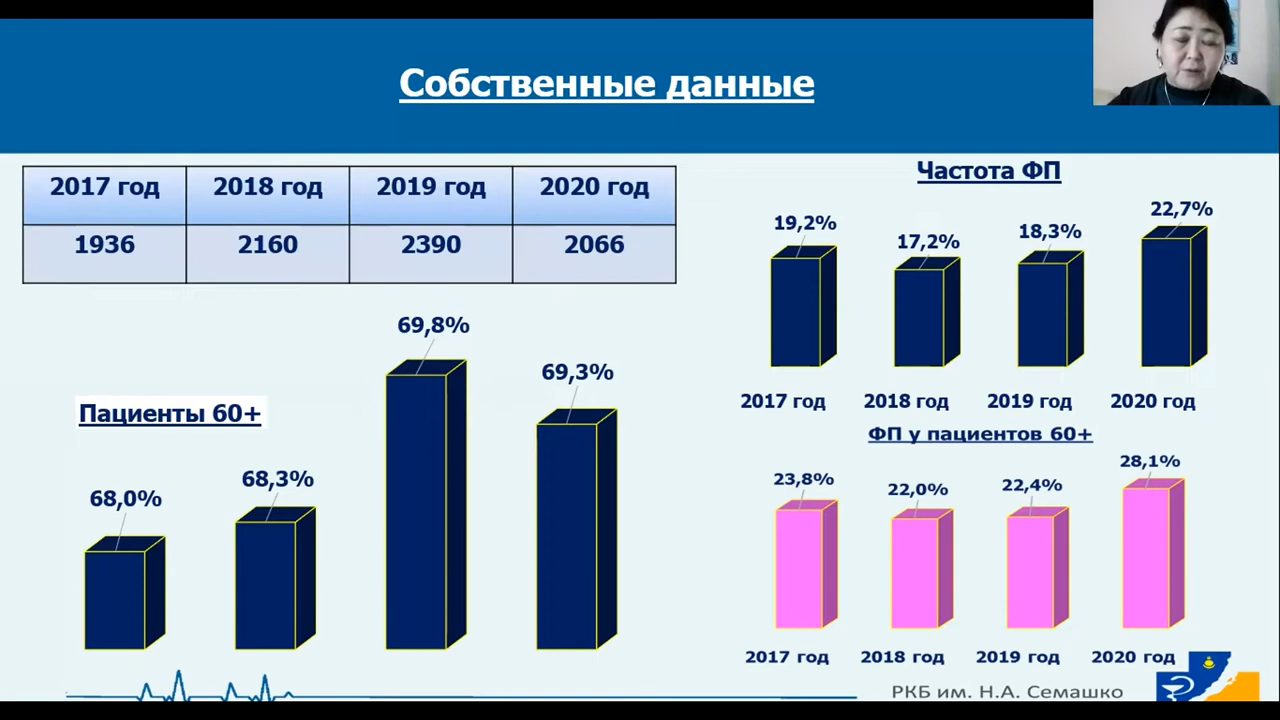 Собственные данные
2017 год 2018 год 2019 год 2020 год
1936 2160 2390 2066
Пациенты 60+
68,0% 68,3% 69,8% 69,3%
Частота ФП
19,2% 17,2% 18,3% 22,7%
2017 год 2018 год 2019 год 2020 год
ФП у пациентов 60+
23,8% 22,0% 22,4% 28,1%
2017 год 2018 год 2019 год 2020 год
РКБ им. Н.А. Семашко